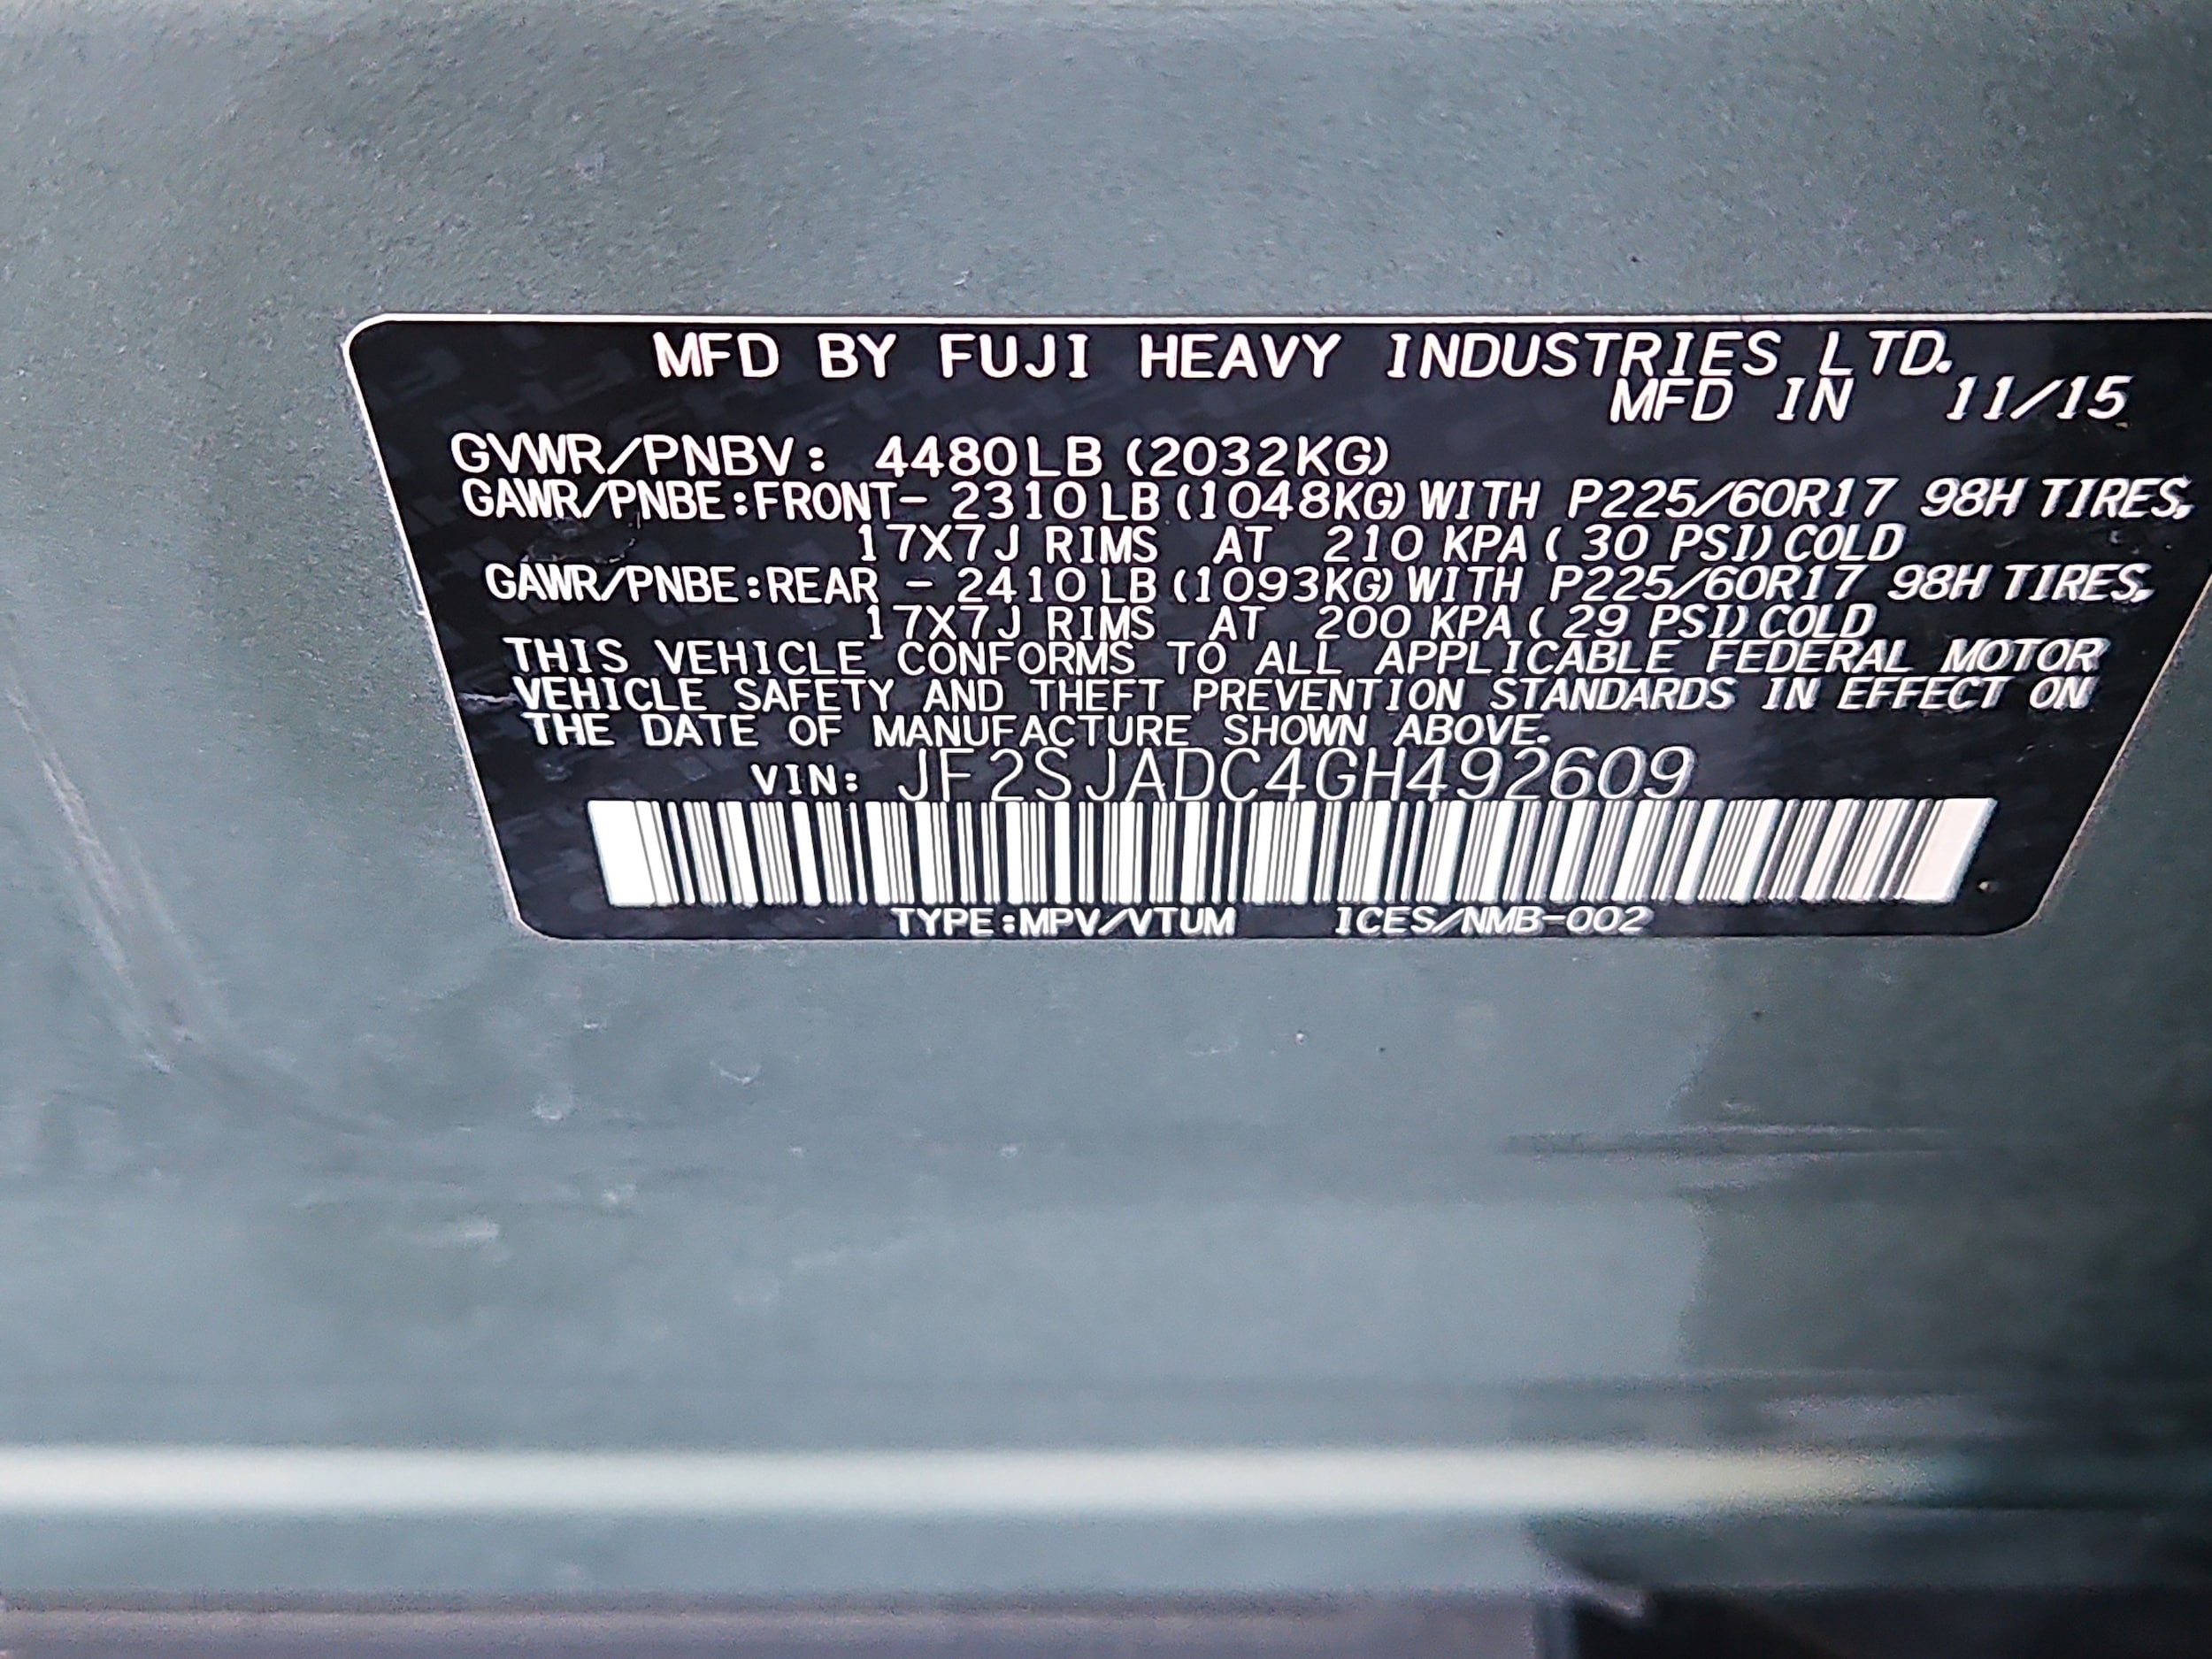 MFD BY FUJI HEAVY INDUSTRIES LTD.
MFD IN 11/15
GVWR/PNBV: 4480LB (2032KG)
GAWR/PNBE:FRONT- 2310 LB (1048KG) WITH P225/60R17 98H TIRES,
17X7J RIMS AT 210 KPA ( 30 PSI) COLD
GAWR/PNBE:REAR - 2410 LB (1093KG) WITH P225/60R17 98H TIRES,
17X7J RIMS AT 200 KPA ( 29 PSI) COLD
THIS VEHICLE CONFORMS TO ALL APPLICABLE FEDERAL MOTOR
VEHICLE SAFETY AND THEFT PREVENTION STANDARDS IN EFFECT ON
THE DATE OF MANUFACTURE SHOWN ABOVE.
VIN: JF2SJADC4GH492609
TYPE:MPV/VTUM ICES/NMB-002